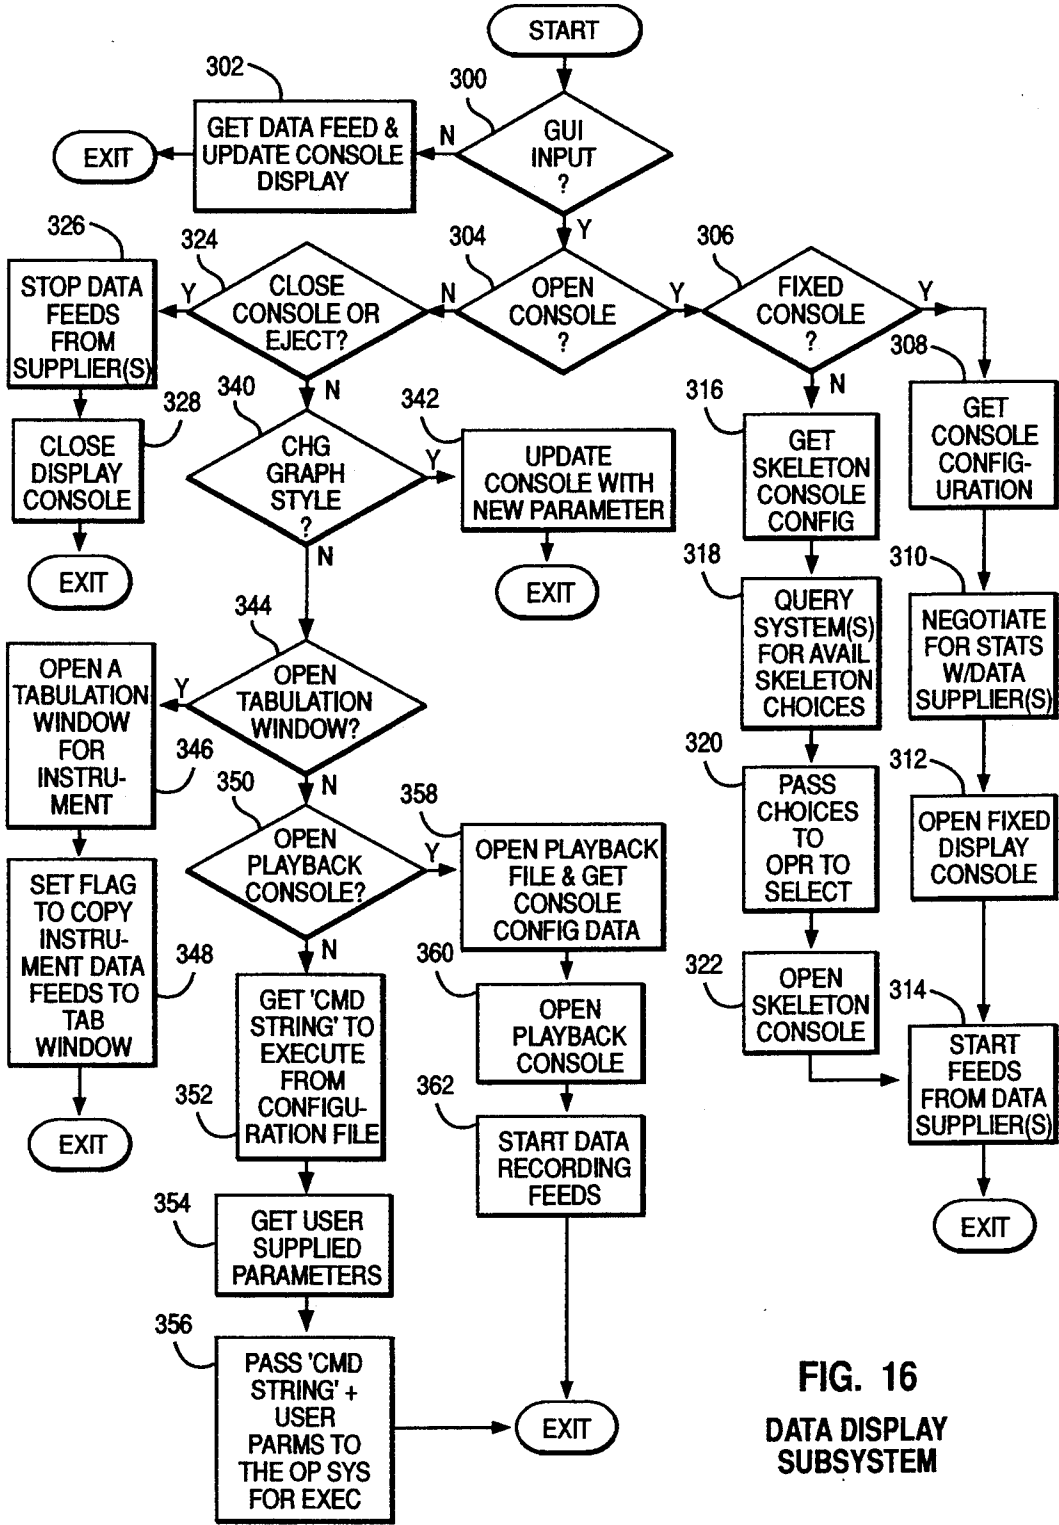 START
300
GUI
INPUT
?
N
Y
302
GET DATA FEED &
UPDATE CONSOLE
DISPLAY
EXIT
304
OPEN
CONSOLE
?
N
Y
306
FIXED
CONSOLE
?
Y
N
324
CLOSE
CONSOLE OR
EJECT?
Y
N
326
STOP DATA
FEEDS
FROM
SUPPLIER(S)
328
CLOSE
DISPLAY
CONSOLE
EXIT
340
CHG
GRAPH
STYLE
?
Y
N
342
UPDATE
CONSOLE WITH
NEW PARAMETER
EXIT
316
GET
SKELETON
CONSOLE
CONFIG
318
QUERY
SYSTEM(S)
FOR AVAIL
SKELETON
CHOICES
320
PASS
CHOICES
TO
OPR TO
SELECT
322
OPEN
SKELETON
CONSOLE
308
GET
CONSOLE
CONFIG-
URATION
310
NEGOTIATE
FOR STATS
W/DATA
SUPPLIER(S)
312
OPEN FIXED
DISPLAY
CONSOLE
314
START
FEEDS
FROM DATA
SUPPLIER(S)
EXIT
344
OPEN
TABULATION
WINDOW?
Y
N
OPEN A
TABULATION
WINDOW
FOR
INSTRU-
MENT
346
SET FLAG
TO COPY
INSTRU-
MENT DATA
FEEDS TO
TAB
WINDOW
348
EXIT
350
OPEN
PLAYBACK
CONSOLE?
Y
N
358
OPEN PLAYBACK
FILE & GET
CONSOLE
CONFIG DATA
360
OPEN
PLAYBACK
CONSOLE
362
START DATA
RECORDING
FEEDS
GET 'CMD
STRING' TO
EXECUTE
FROM
CONFIGU-
RATION FILE
352
354
GET USER
SUPPLIED
PARAMETERS
356
PASS 'CMD
STRING' +
USER
PARMS TO
THE OP SYS
FOR EXEC
EXIT
FIG. 16
DATA DISPLAY
SUBSYSTEM